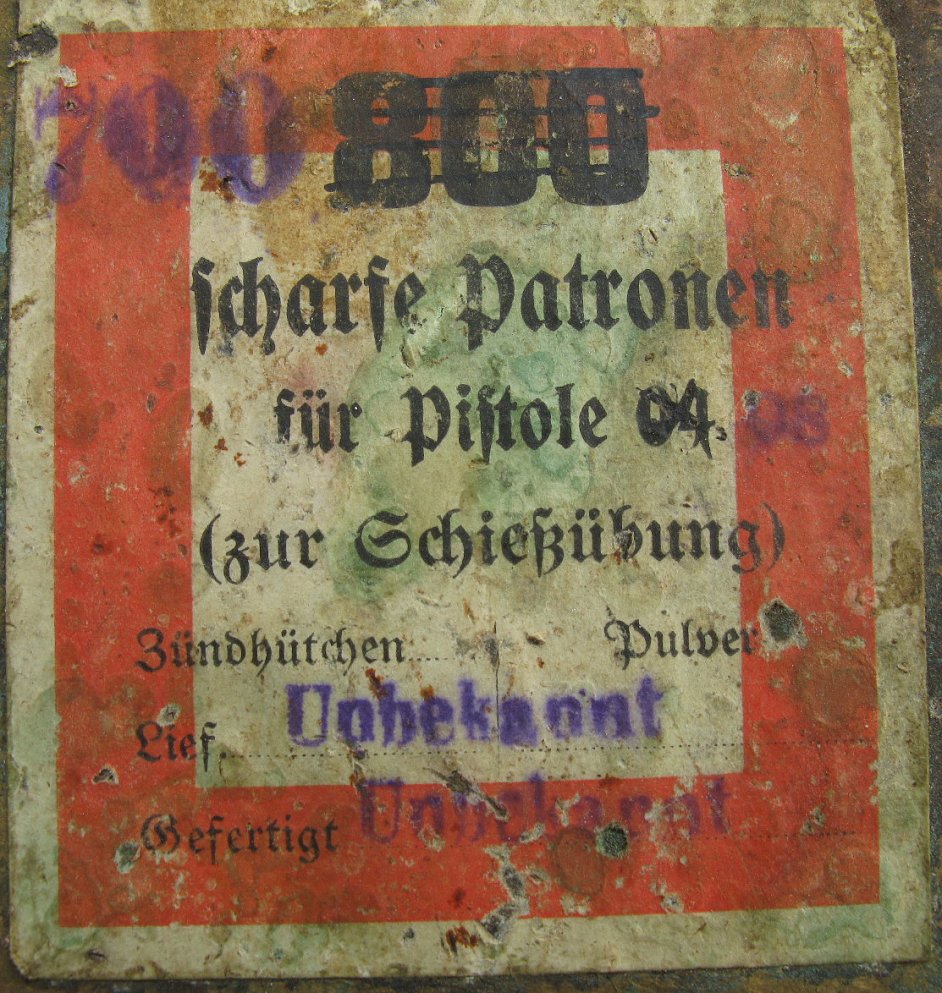 700 800
scharfe Patronen
für Pistole 04. 08
(zur Schießübung)
Zündhütchen Pulver
Unbekannt
Lief.
Unbekannt
Gefertigt